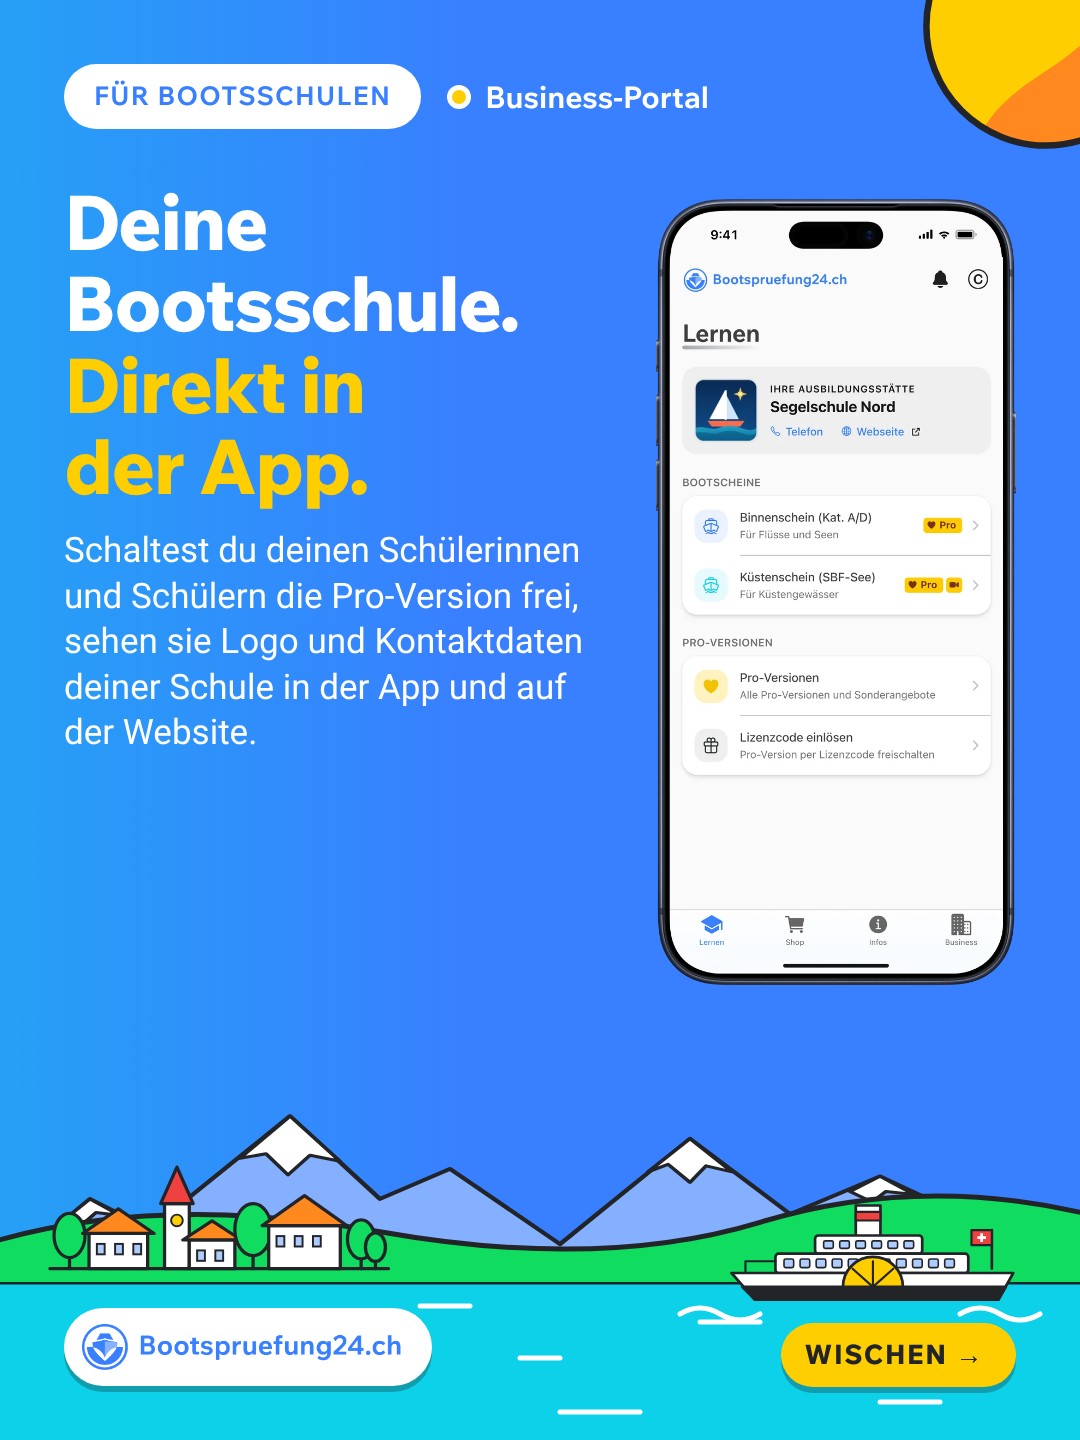 FÜR BOOTSSCHULEN
Business-Portal
Deine
Bootsschule.
Direkt in
der App.
Schaltest du deinen Schülerinnen
und Schülern die Pro-Version frei,
sehen sie Logo und Kontaktdaten
deiner Schule in der App und auf
der Website.
9:41
Bootspruefung24.ch
C
Lernen
IHRE AUSBILDUNGSSTÄTTE
Segelschule Nord
Telefon Webseite
BOOTSCHEINE
Binnenschein (Kat. A/D)
Für Flüsse und Seen
Pro
Küstenschein (SBF-See)
Für Küstengewässer
Pro
PRO-VERSIONEN
Pro-Versionen
Alle Pro-Versionen und Sonderangebote
Lizenzcode einlösen
Pro-Version per Lizenzcode freischalten
Lernen Shop Infos Business
Bootspruefung24.ch
WISCHEN →